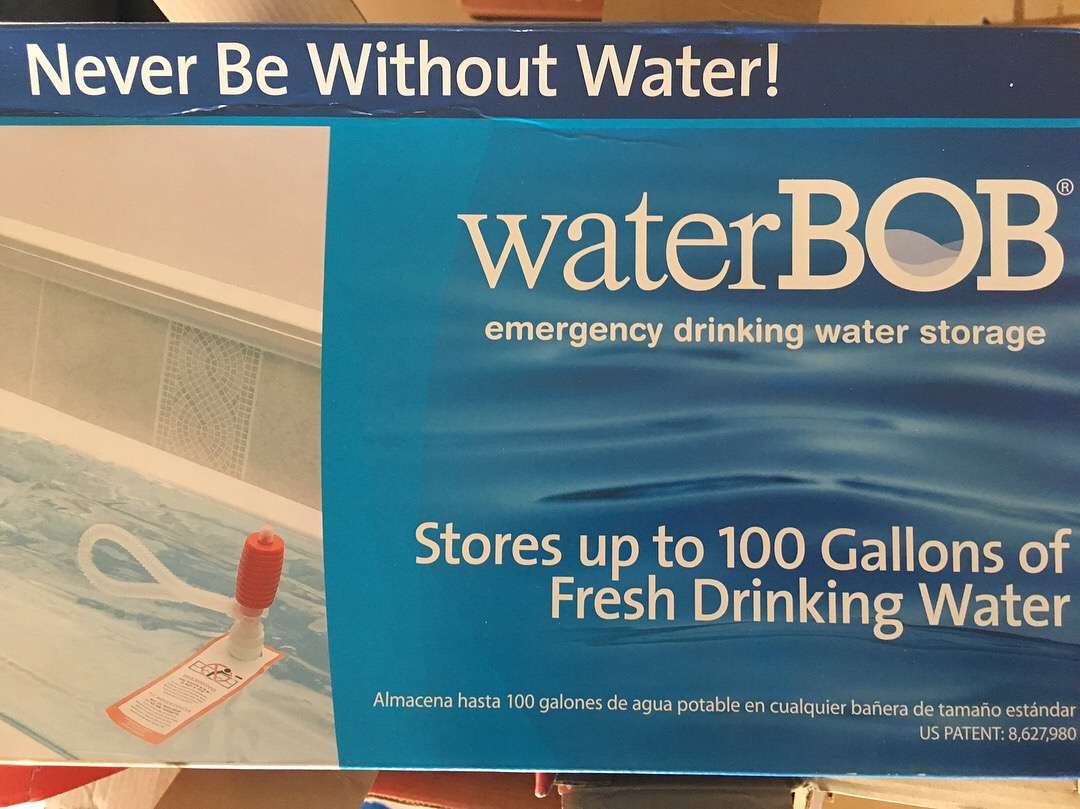 Never Be Without Water!
waterBOB®
emergency drinking water storage
Stores up to 100 Gallons of
Fresh Drinking Water
Almacena hasta 100 galones de agua potable en cualquier bañera de tamaño estándar
US PATENT: 8,627,980